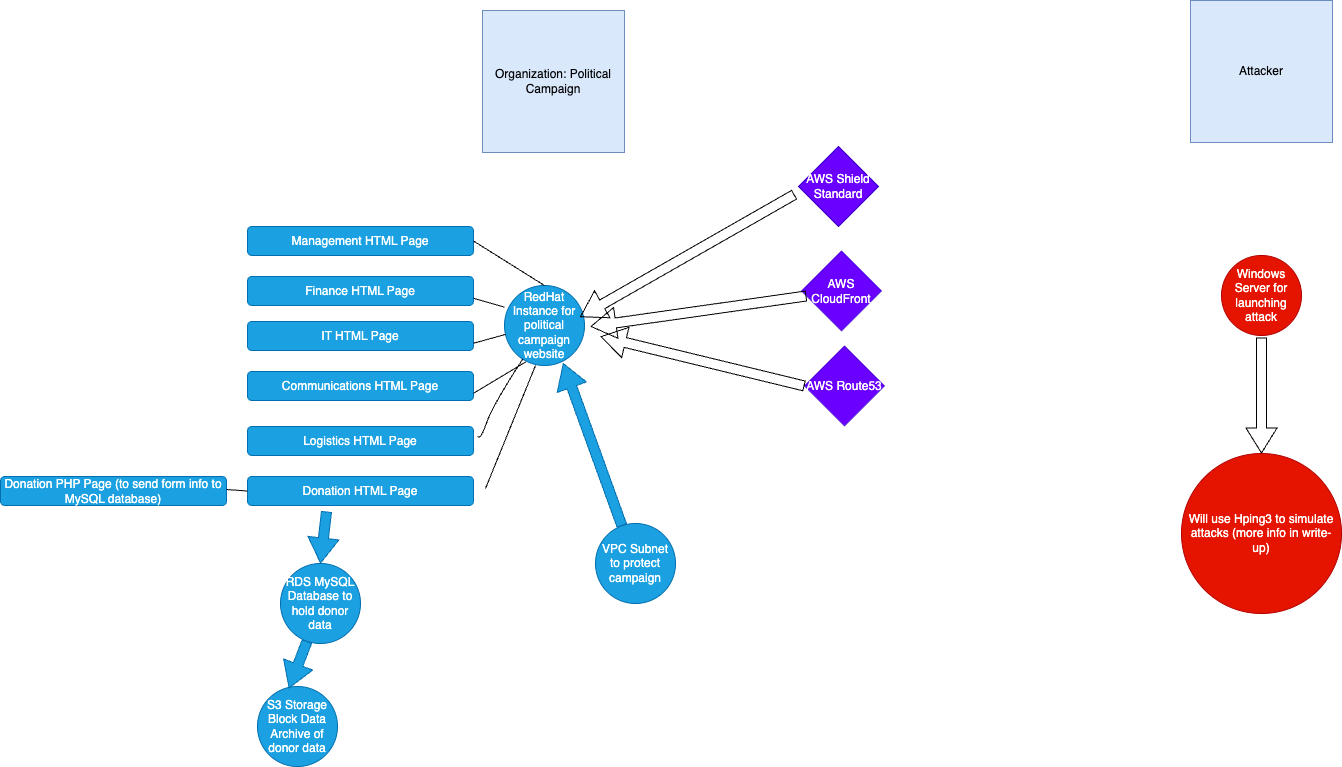 Organization: Political
Campaign
Attacker
AWS Shield
Standard
Management HTML Page
Finance HTML Page
IT HTML Page
Communications HTML Page
Logistics HTML Page
Donation HTML Page
Donation PHP Page (to send form info to
MySQL database)
RedHat
Instance for
political
campaign
website
AWS
CloudFront
AWS Route53
Windows
Server for
launching
attack
Will use Hping3 to simulate
attacks (more info in write-
up)
VPC Subnet
to protect
campaign
RDS MySQL
Database to
hold donor
data
S3 Storage
Block Data
Archive of
donor data